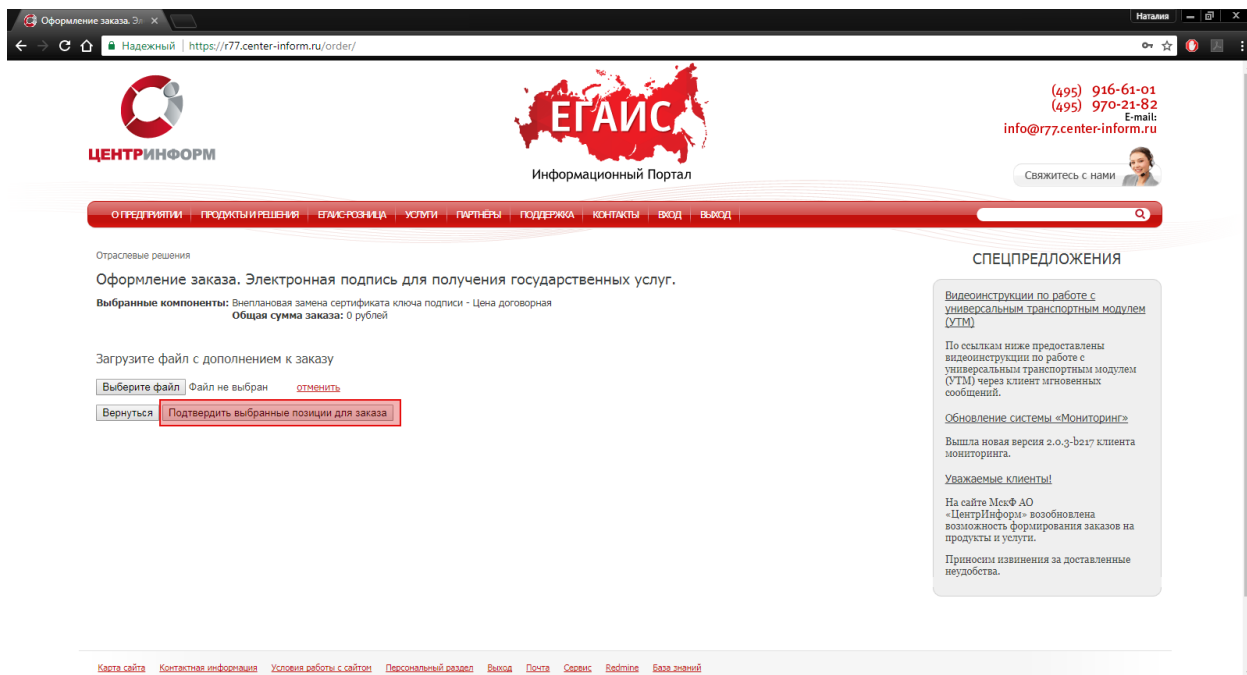 Оформление заказа. Эл
Наталия
Надежный | https://r77.center-inform.ru/order/
ЦЕНТРИНФОРМ
ЕГАИС
Информационный Портал
(495) 916-61-01
(495) 970-21-82
E-mail:
info@r77.center-inform.ru
Свяжитесь с нами
О ПРЕДПРИЯТИИ | ПРОДУКТЫ И РЕШЕНИЯ | ЕГАИС-РОЗНИЦА | УСЛУГИ | ПАРТНЁРЫ | ПОДДЕРЖКА | КОНТАКТЫ | ВХОД | ВЫХОД
Отраслевые решения
Оформление заказа. Электронная подпись для получения государственных услуг.
Выбранные компоненты: Внеплановая замена сертификата ключа подписи - Цена договорная
Общая сумма заказа: 0 рублей
Загрузите файл с дополнением к заказу
Выберите файл Файл не выбран отменить
Вернуться Подтвердить выбранные позиции для заказа
СПЕЦПРЕДЛОЖЕНИЯ
Видеоинструкции по работе с
универсальным транспортным модулем
(УТМ)
По ссылкам ниже предоставлены
видеоинструкции по работе с
универсальным транспортным модулем
(УТМ) через клиент мгновенных
сообщений.
Обновление системы «Мониторинг»
Вышла новая версия 2.0.3-b217 клиента
мониторинга.
Уважаемые клиенты!
На сайте МскФ АО
«ЦентрИнформ» возобновлена
возможность формирования заказов на
продукты и услуги.
Приносим извинения за доставленные
неудобства.
Карта сайта Контактная информация Условия работы с сайтом Персональный раздел Выход Почта Сервис Redmine База знаний